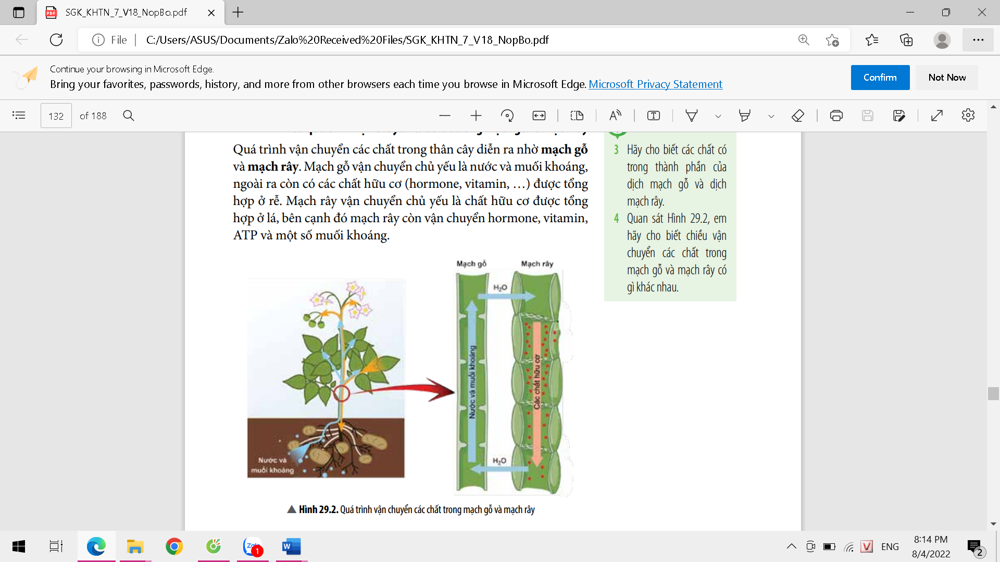 SGK_KHTN_7_V18_NopBo.pdf
File
C:/Users/ASUS/Documents/Zalo%20Received%20Files/SGK_KHTN_7_V18_NopBo.pdf
Continue your browsing in Microsoft Edge.
Bring your favorites, passwords, history, and more from other browsers each time you browse in Microsoft Edge. Microsoft Privacy Statement
Confirm
Not Now
132 of 188
Quá trình vận chuyển các chất trong thân cây diễn ra nhờ mạch gỗ
và mạch rây. Mạch gỗ vận chuyển chủ yếu là nước và muối khoáng,
ngoài ra còn có các chất hữu cơ (hormone, vitamin, …) được tổng
hợp ở rễ. Mạch rây vận chuyển chủ yếu là chất hữu cơ được tổng
hợp ở lá, bên cạnh đó mạch rây còn vận chuyển hormone, vitamin,
ATP và một số muối khoáng.
3 Hãy cho biết các chất có
trong thành phần của
dịch mạch gỗ và dịch
mạch rây.
4 Quan sát Hình 29.2, em
hãy cho biết chiều vận
chuyển các chất trong
mạch gỗ và mạch rây có
gì khác nhau.
Mạch gỗ
Mạch rây
H₂O
Nước và muối khoáng
Các chất hữu cơ
H₂O
Nước và
muối khoáng
▲ Hình 29.2. Quá trình vận chuyển các chất trong mạch gỗ và mạch rây
Zalo
1
W
V
ENG
8:14 PM
8/4/2022
2